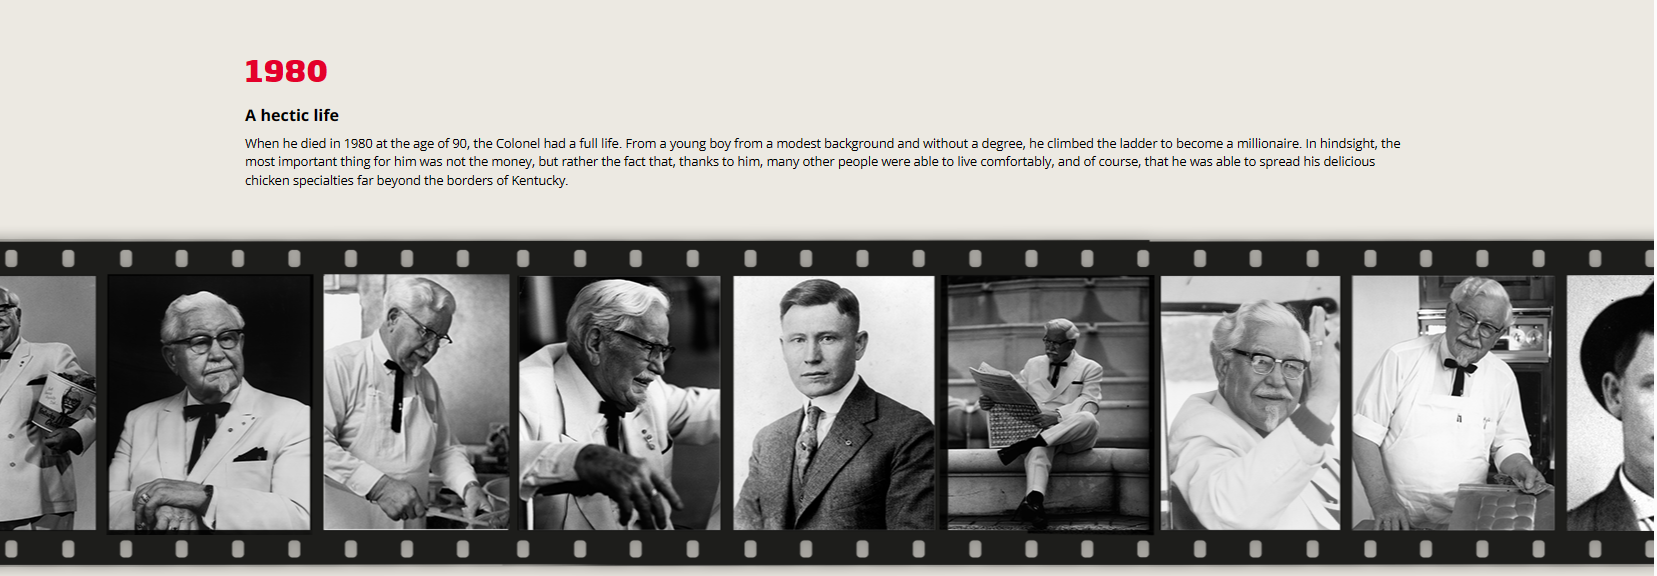 1980
A hectic life
When he died in 1980 at the age of 90, the Colonel had a full life. From a young boy from a modest background and without a degree, he climbed the ladder to become a millionaire. In hindsight, the
most important thing for him was not the money, but rather the fact that, thanks to him, many other people were able to live comfortably, and of course, that he was able to spread his delicious
chicken specialties far beyond the borders of Kentucky.